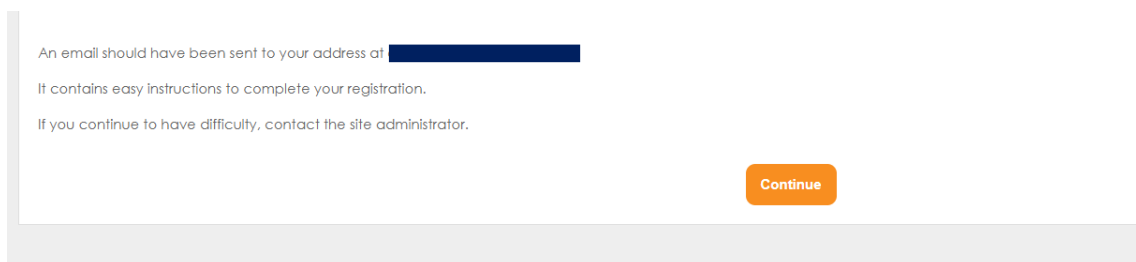 An email should have been sent to your address at
It contains easy instructions to complete your registration.
If you continue to have difficulty, contact the site administrator.
Continue